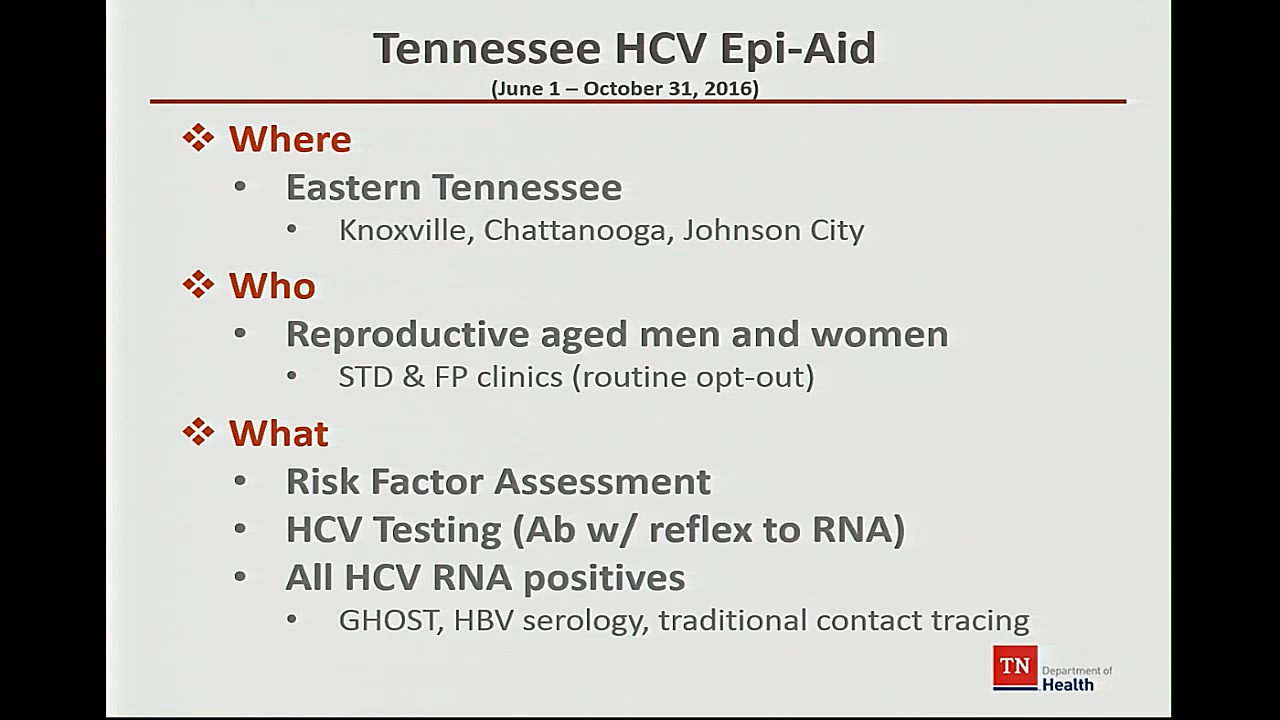 Tennessee HCV Epi-Aid
(June 1 – October 31, 2016)
❖ Where
• Eastern Tennessee
• Knoxville, Chattanooga, Johnson City
❖ Who
• Reproductive aged men and women
• STD & FP clinics (routine opt-out)
❖ What
• Risk Factor Assessment
• HCV Testing (Ab w/ reflex to RNA)
• All HCV RNA positives
• GHOST, HBV serology, traditional contact tracing
TN
Department of
Health